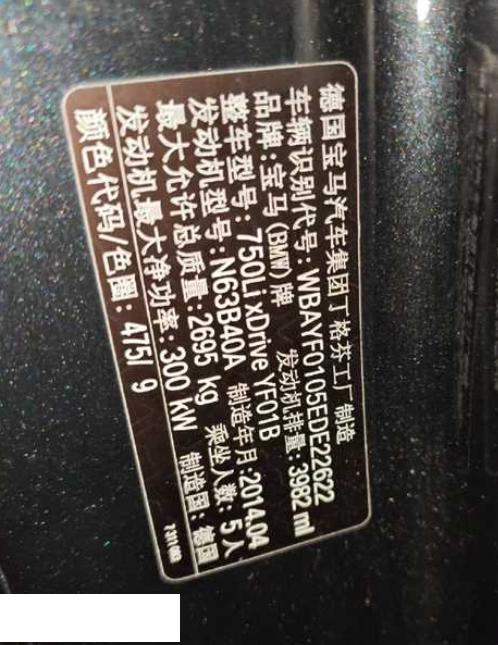 德国宝马汽车集团丁格芬工厂 制造
车辆识别代号: WBAYF0105EDE22622
品牌: 宝马(BMW)牌 发动机排量: 3982 ml
整车型号: 750Li xDrive YF01B
发动机型号: N63B40A 制造年月: 2014.04
最大允许总质量: 2695 kg 乘坐人数: 5人
发动机最大净功率: 300 kW 制造国: 德国
颜色代码/色圈: 475/ 9